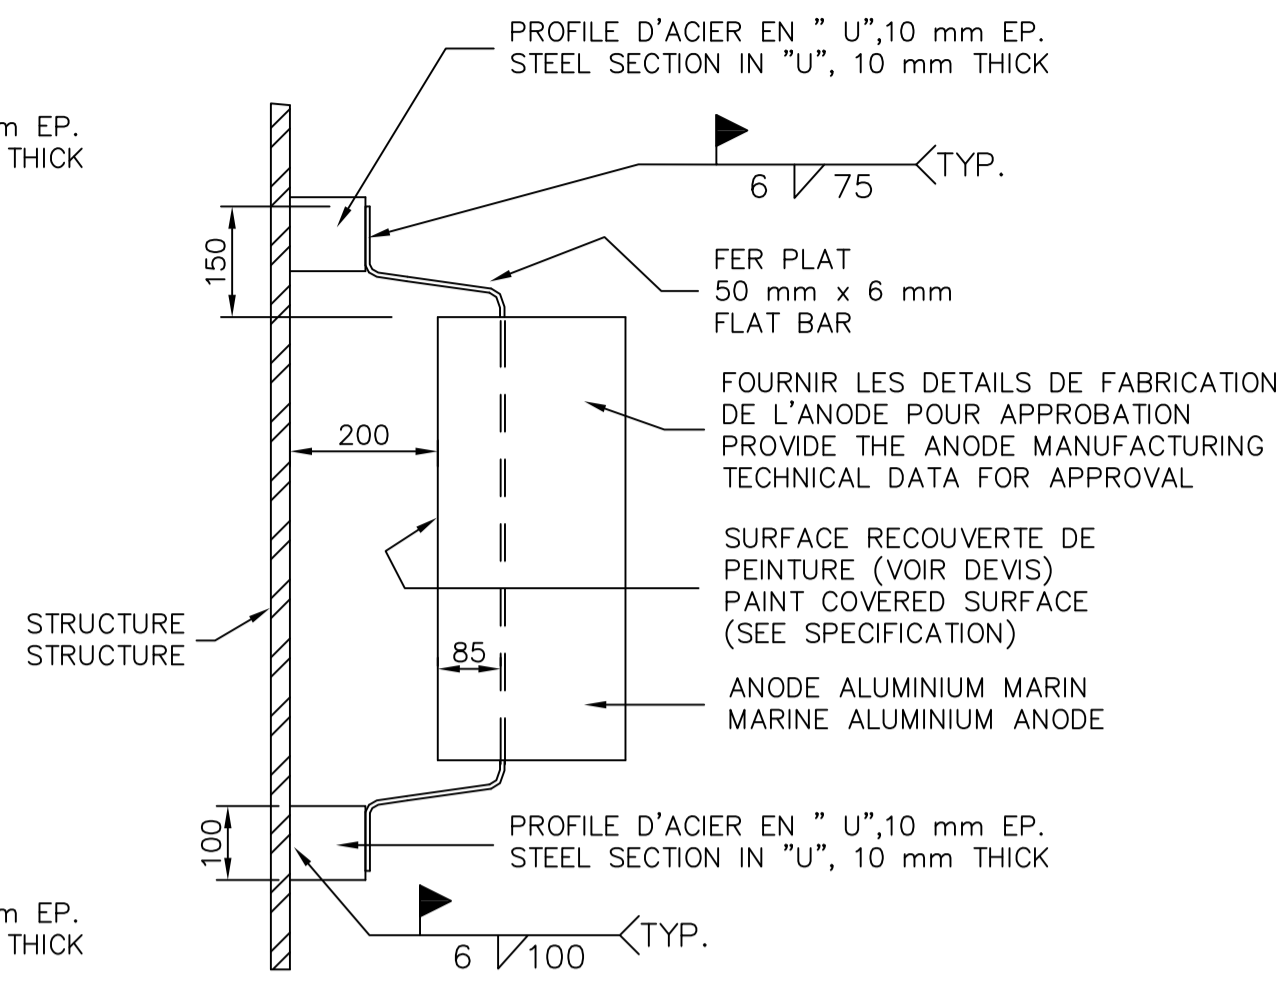 PROFILE D'ACIER EN " U",10 mm EP.
STEEL SECTION IN "U", 10 mm THICK
m EP.
THICK
6 75
TYP.
150
FER PLAT
50 mm x 6 mm
FLAT BAR
FOURNIR LES DETAILS DE FABRICATION
DE L'ANODE POUR APPROBATION
PROVIDE THE ANODE MANUFACTURING
TECHNICAL DATA FOR APPROVAL
200
SURFACE RECOUVERTE DE
PEINTURE (VOIR DEVIS)
PAINT COVERED SURFACE
(SEE SPECIFICATION)
STRUCTURE
STRUCTURE
85
ANODE ALUMINIUM MARIN
MARINE ALUMINIUM ANODE
100
PROFILE D'ACIER EN " U",10 mm EP.
STEEL SECTION IN "U", 10 mm THICK
m EP.
THICK
6 100
TYP.